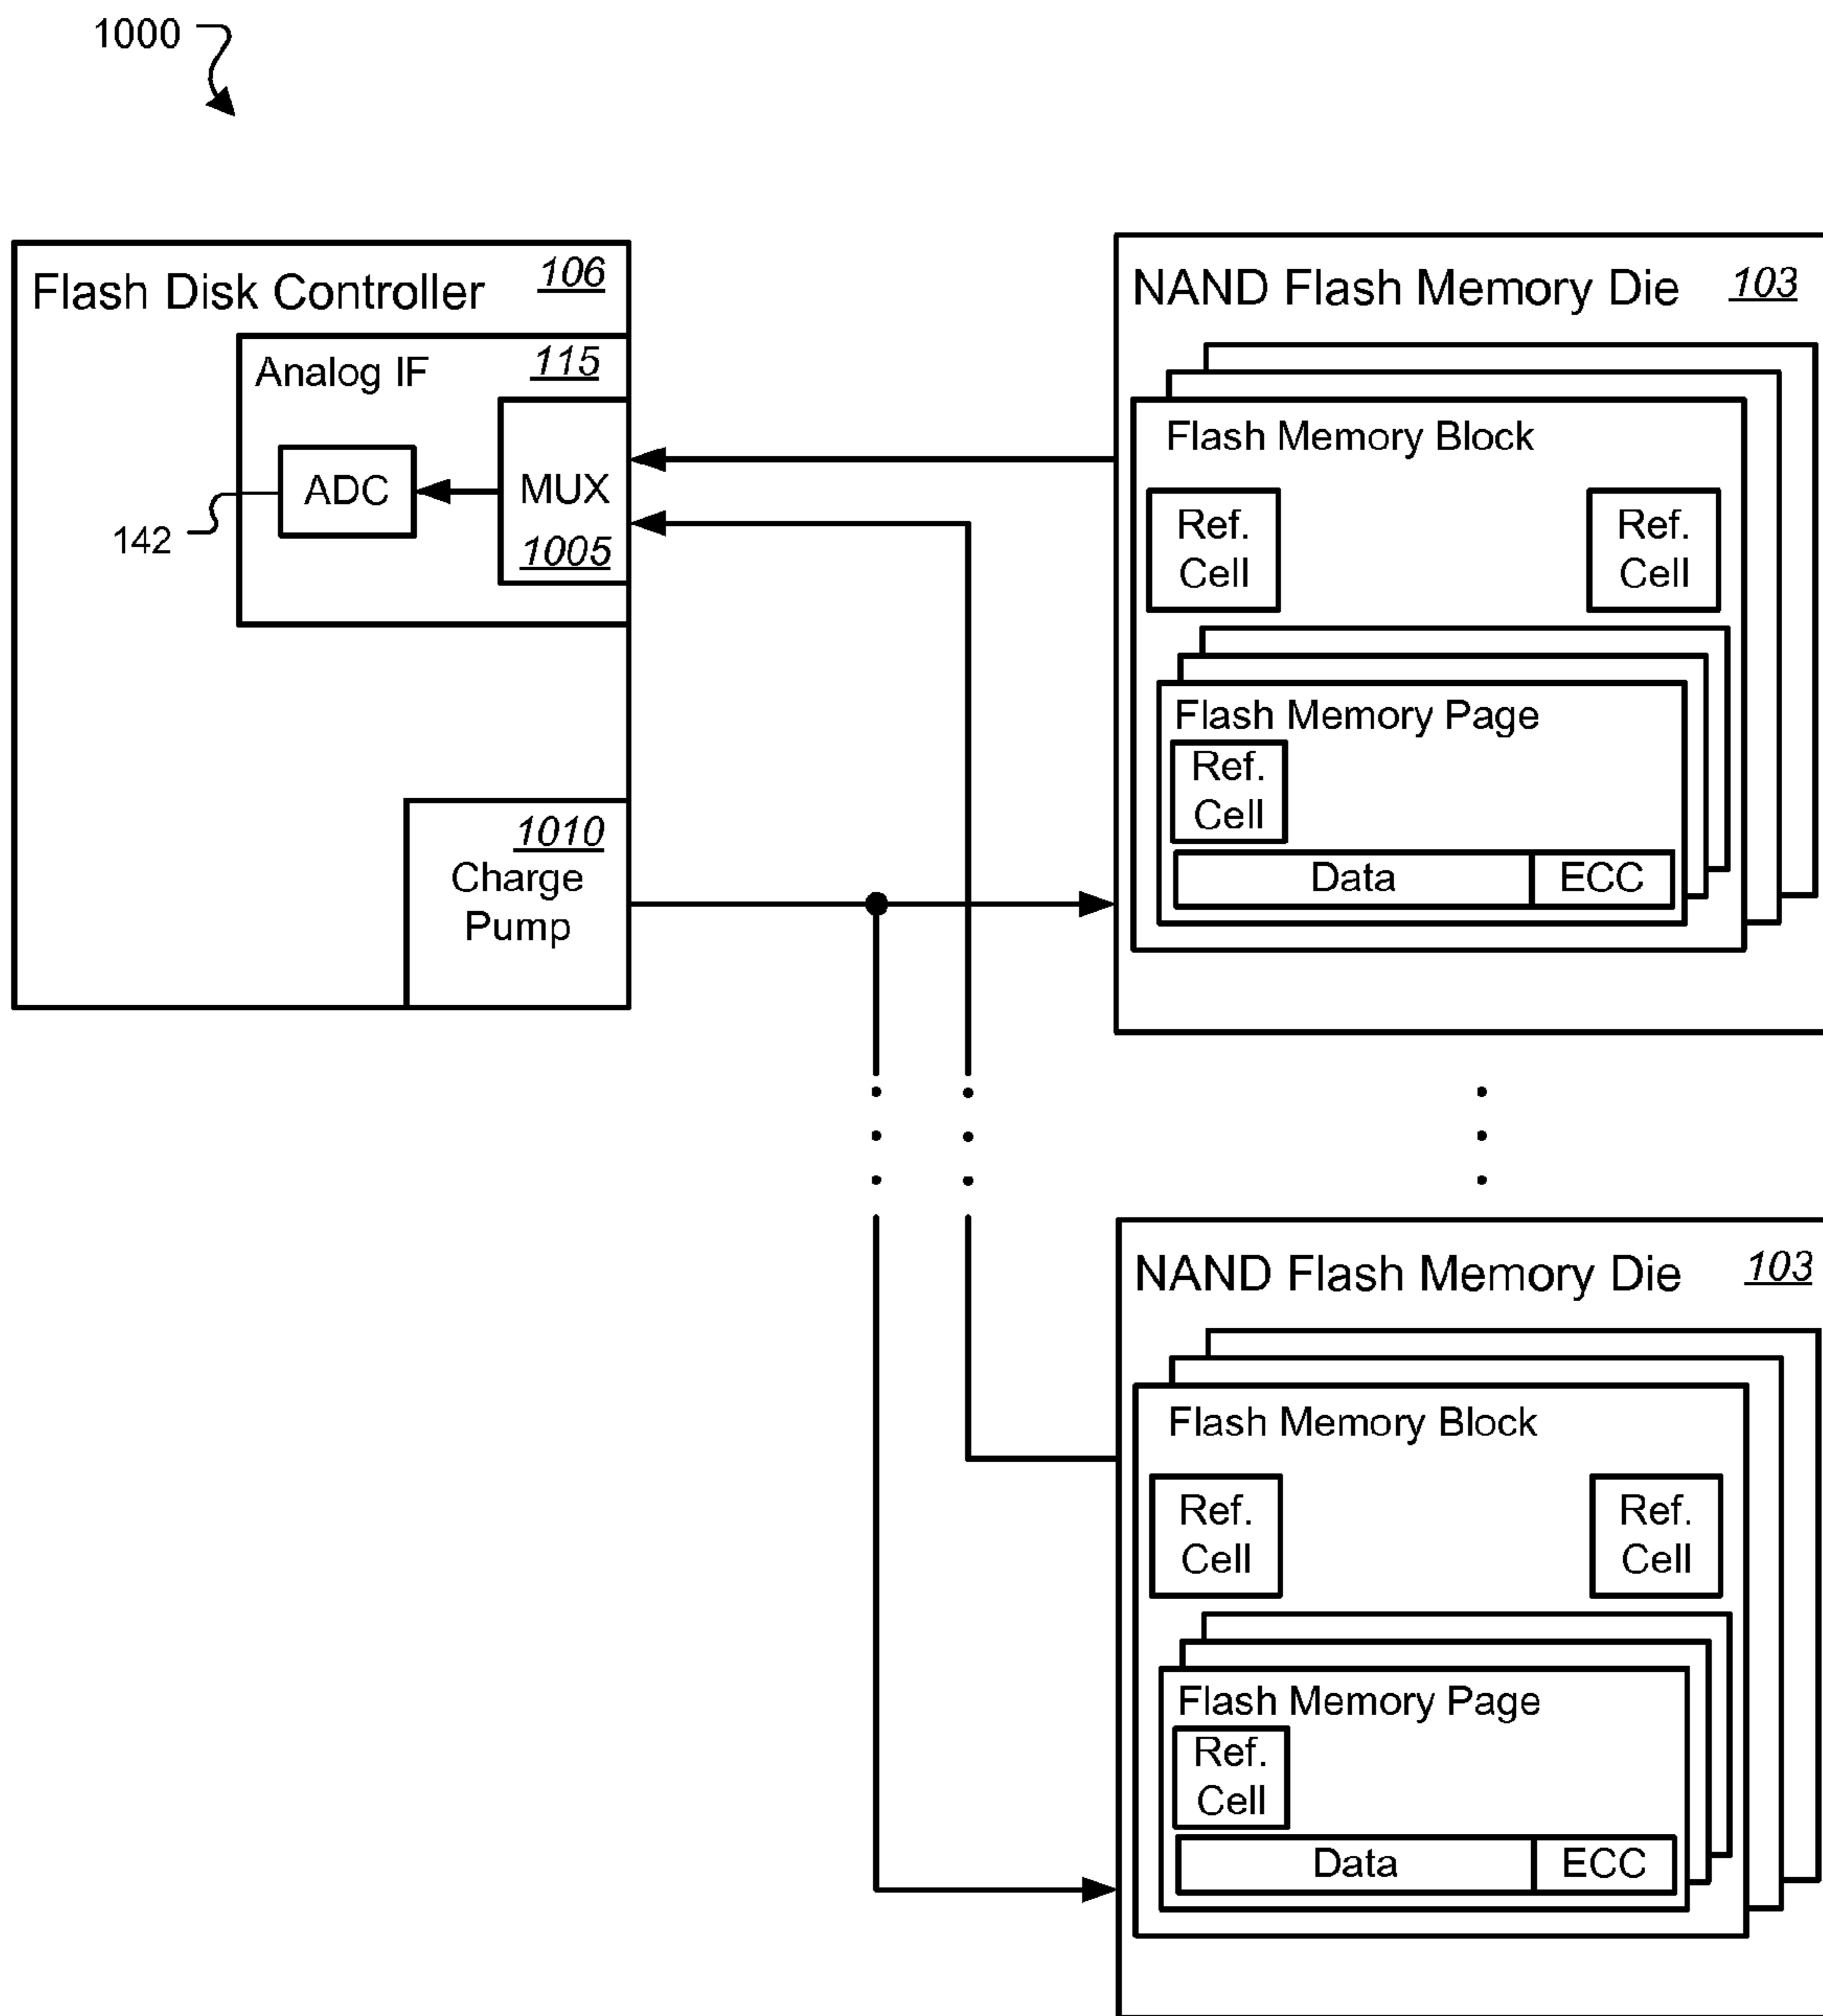 1000
Flash Disk Controller 106
Analog IF 115
ADC
MUX
1005
142
1010
Charge
Pump
NAND Flash Memory Die 103
Flash Memory Block
Ref.
Cell
Ref.
Cell
Flash Memory Page
Ref.
Cell
Data ECC
NAND Flash Memory Die 103
Flash Memory Block
Ref.
Cell
Ref.
Cell
Flash Memory Page
Ref.
Cell
Data ECC